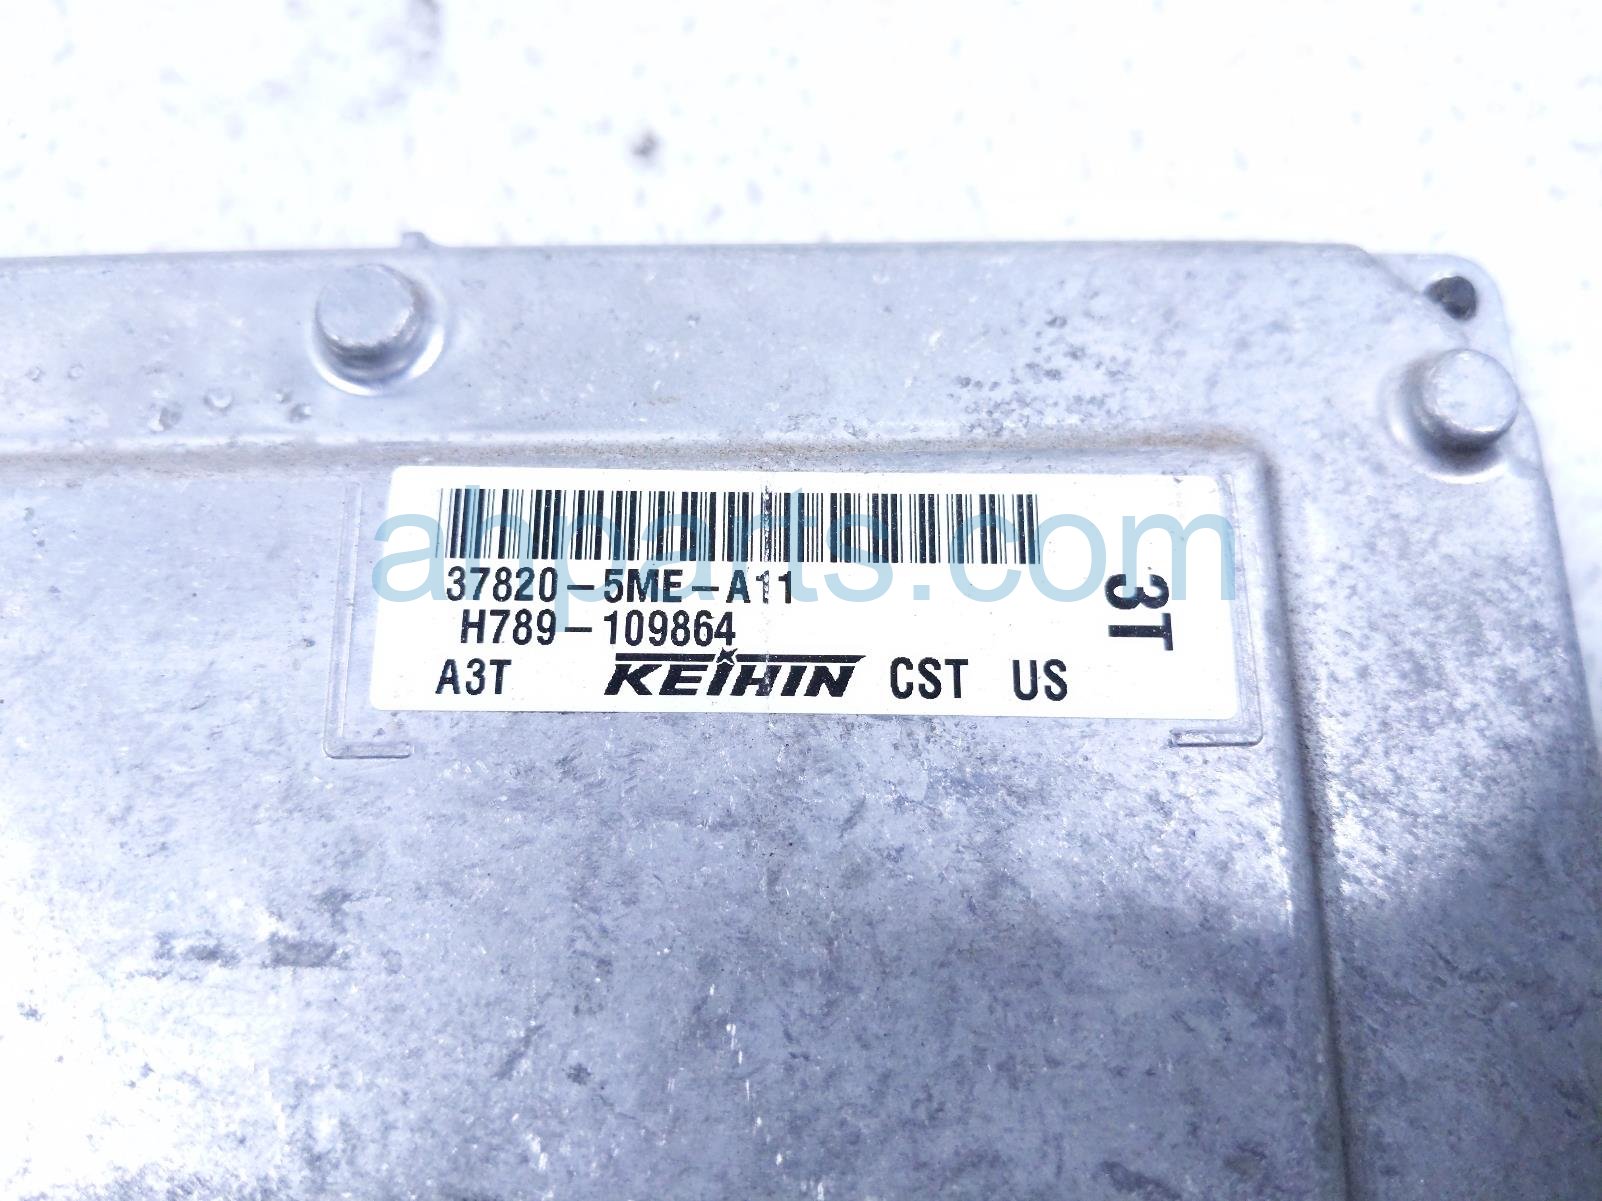 37820-5ME-A11
H789-109864
A3T KEIHIN CST US
3T
ahparts.com